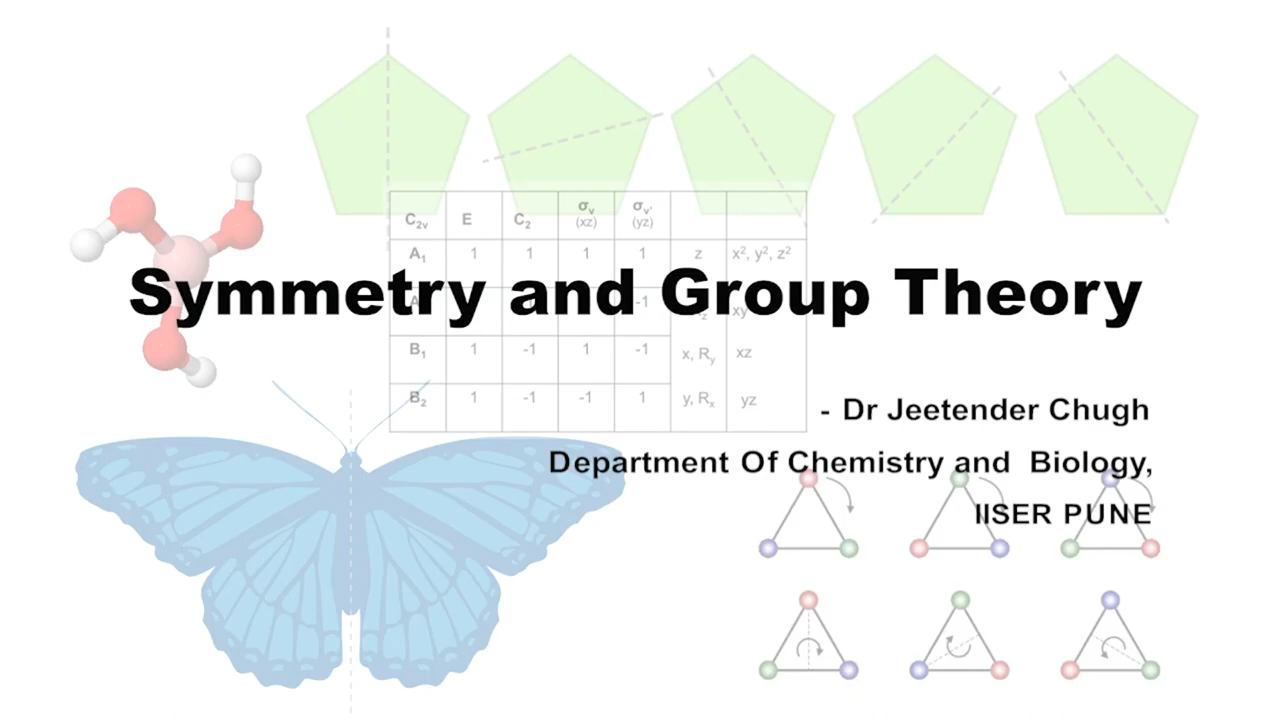 C2v E C2 σv (xz) σv' (yz)
A1 1 1 1 1 z x², y², z²
Symmetry and Group Theory
A -1 z xy
B1 1 -1 1 -1 x, Ry xz
B2 1 -1 -1 1 y, Rx yz
- Dr Jeetender Chugh
Department Of Chemistry and Biology,
IISER PUNE